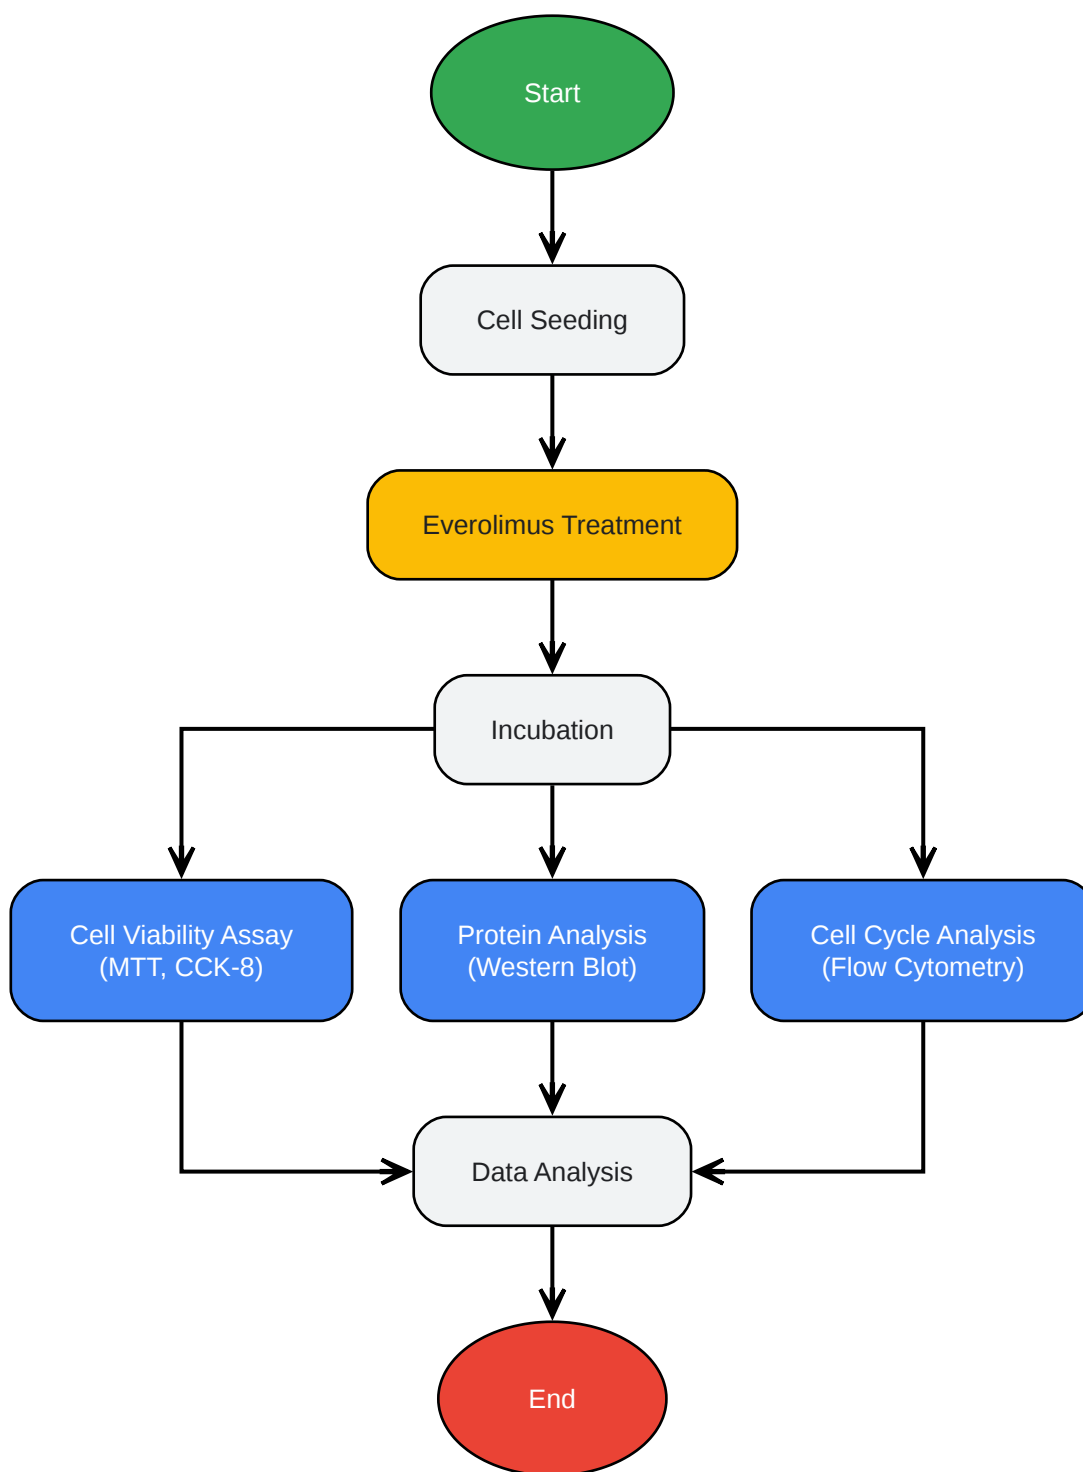 Start
Cell Seeding
Everolimus Treatment
Incubation
Cell Viability Assay
(MTT, CCK-8)
Protein Analysis
(Western Blot)
Cell Cycle Analysis
(Flow Cytometry)
Data Analysis
End